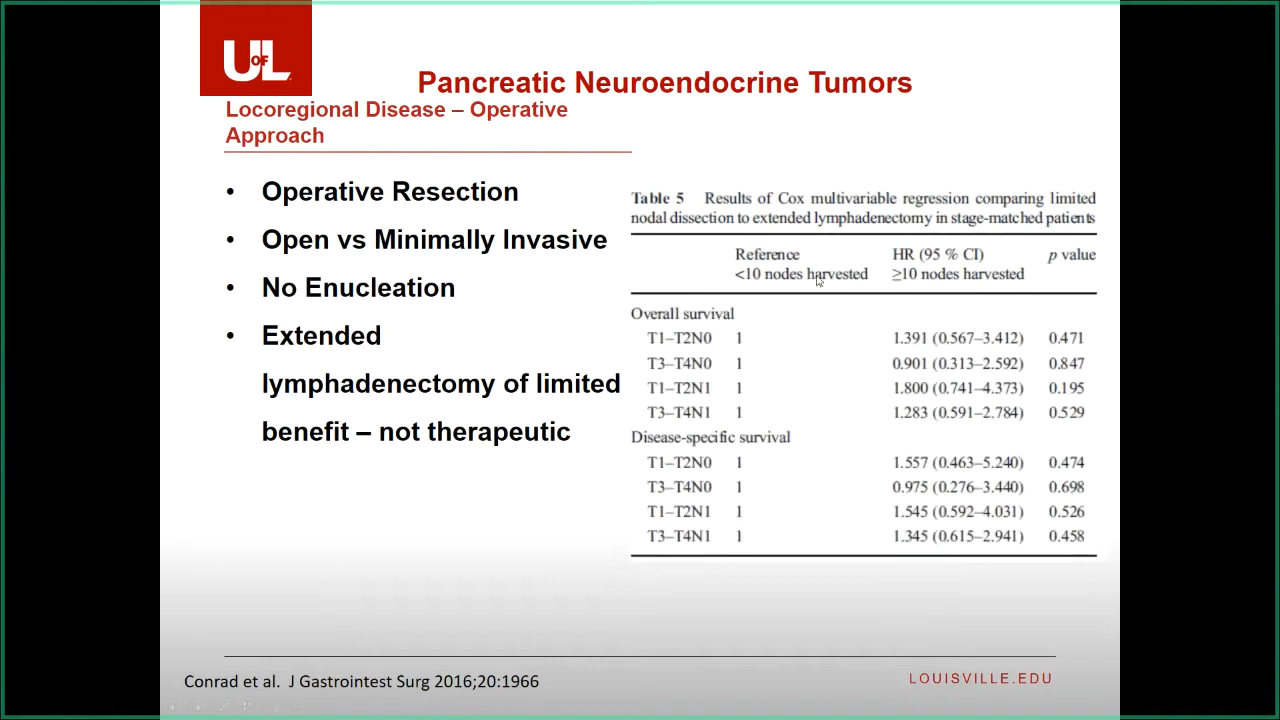 UofL
Pancreatic Neuroendocrine Tumors
Locoregional Disease – Operative
Approach
• Operative Resection
• Open vs Minimally Invasive
• No Enucleation
• Extended
lymphadenectomy of limited
benefit – not therapeutic
Table 5 Results of Cox multivariable regression comparing limited
nodal dissection to extended lymphadenectomy in stage-matched patients
Reference HR (95 % CI) p value
<10 nodes harvested ≥10 nodes harvested
Overall survival
T1–T2N0 1 1.391 (0.567–3.412) 0.471
T3–T4N0 1 0.901 (0.313–2.592) 0.847
T1–T2N1 1 1.800 (0.741–4.373) 0.195
T3–T4N1 1 1.283 (0.591–2.784) 0.529
Disease-specific survival
T1–T2N0 1 1.557 (0.463–5.240) 0.474
T3–T4N0 1 0.975 (0.276–3.440) 0.698
T1–T2N1 1 1.545 (0.592–4.031) 0.526
T3–T4N1 1 1.345 (0.615–2.941) 0.458
Conrad et al. J Gastrointest Surg 2016;20:1966
LOUISVILLE.EDU